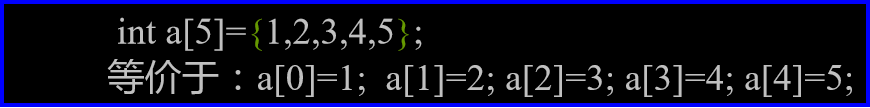 int a[5]={1,2,3,4,5};
等价于：a[0]=1;  a[1]=2; a[2]=3; a[3]=4; a[4]=5;